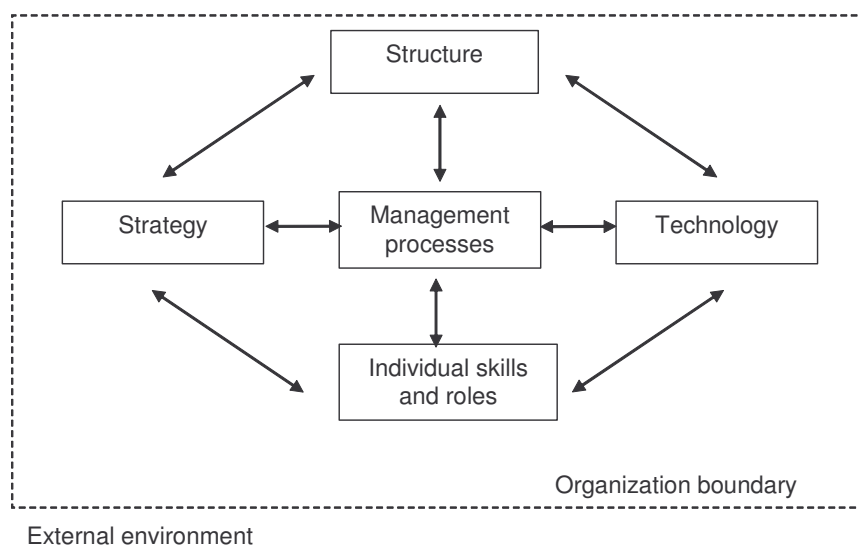 Structure
Strategy
Management
processes
Technology
Individual skills
and roles
Organization boundary
External environment